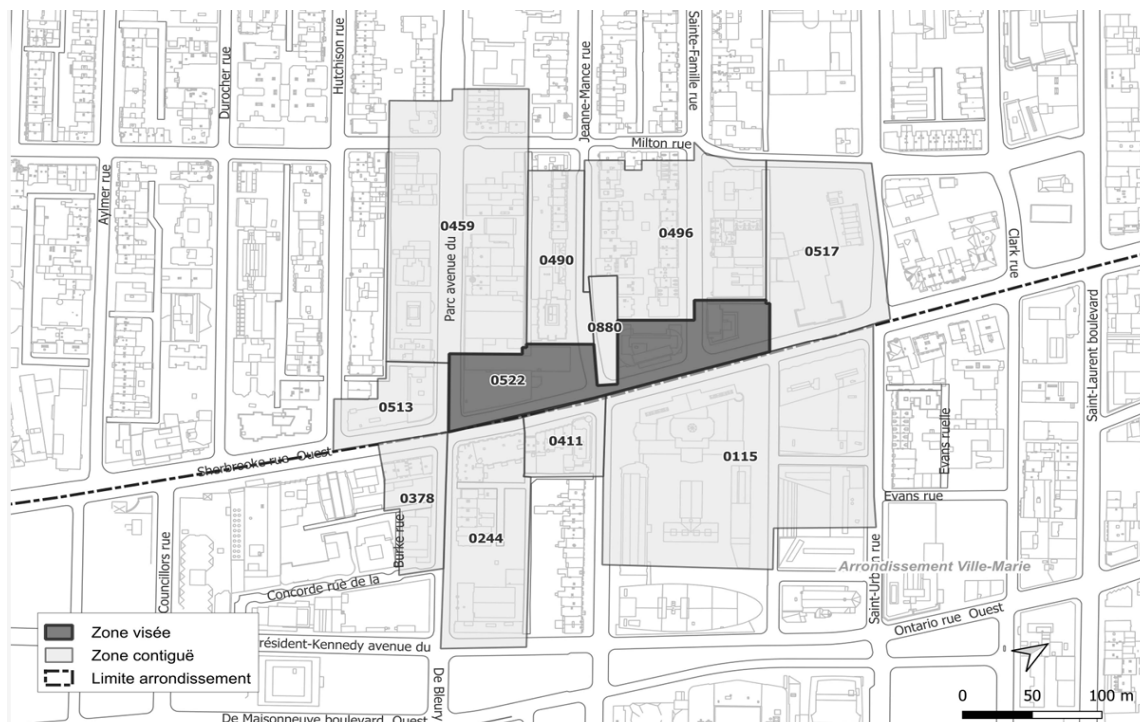 Aylmer rue
Durocher rue
Hutchison rue
Parc avenue du
Jeanne-Mance rue
Sainte-Famille rue
Milton rue
Clark rue
Saint-Laurent boulevard
0459
0490
0496
0517
0880
0522
0513
0411
0115
0378
0244
Sherbrooke rue Ouest
Evans ruelle
Evans rue
Burke rue
Councillors rue
Concorde rue de la
Arrondissement Ville-Marie
Saint-Urbain rue
Ontario rue Ouest
résident-Kennedy avenue du
De Bleury
De Maisonneuve boulevard Ouest
Zone visée
Zone contiguë
Limite arrondissement
0 50 100 m